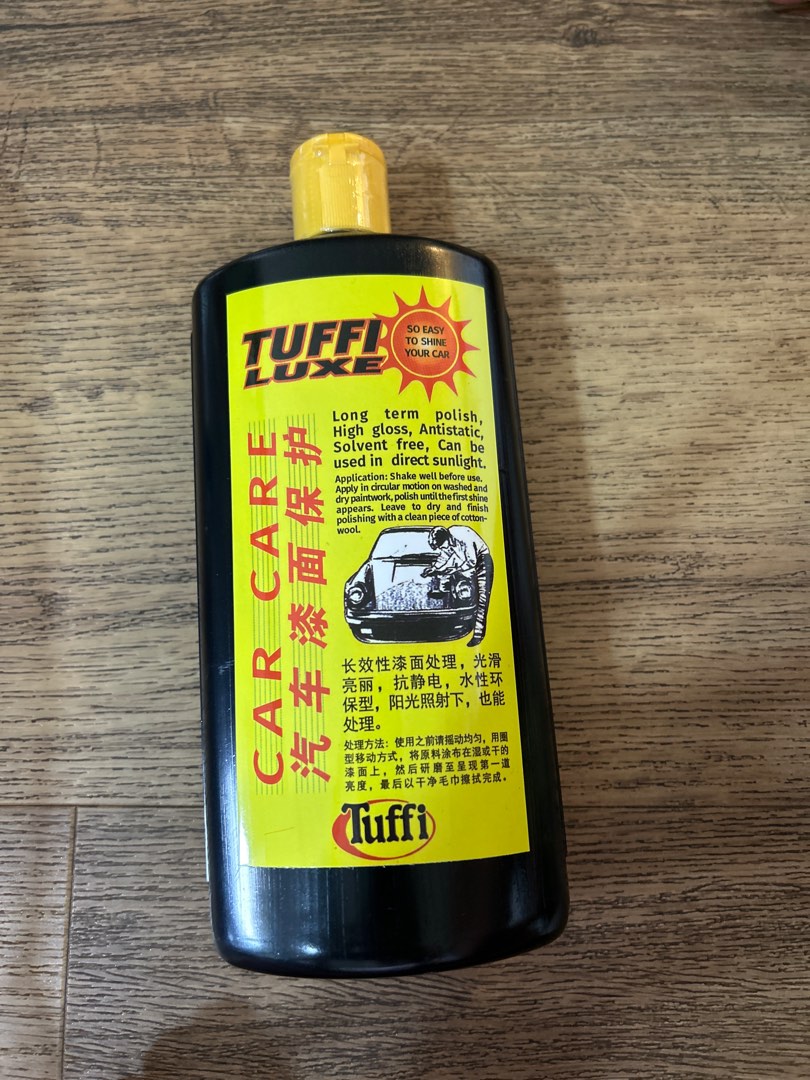 TUFFI
LUXE
SO EASY
TO SHINE
YOUR CAR
CAR CARE
汽车漆面保护
Long term polish,
High gloss, Antistatic,
Solvent free, Can be
used in direct sunlight.
Application: Shake well before use.
Apply in circular motion on washed and
dry paintwork, polish until the first shine
appears. Leave to dry and finish
polishing with a clean piece of cotton-
wool.
长效性漆面处理，光滑
亮丽，抗静电，水性环
保型，阳光照射下，也能
处理。
处理方法：使用之前请摇动均匀，用圈
型移动方式，将原料涂布在湿或干的
漆面上，然后研磨至呈现第一道
亮度，最后以干净毛巾擦拭完成。
Tuffi